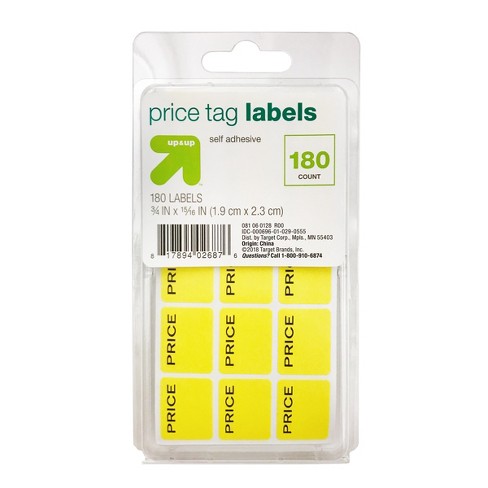 price tag labels
self adhesive
up&up
180
COUNT
180 LABELS
¾ IN x 15⁄16 IN (1.9 cm x 2.3 cm)
081 06 0128 R00
IDC-000696-01-029-0555
Dist. by Target Corp., Mpls., MN 55403
Origin: China
©2018 Target Brands, Inc.
Questions? Call 1-800-910-6874
8 17894 02687 6
PRICE PRICE PRICE
PRICE PRICE PRICE
PRICE PRICE PRICE